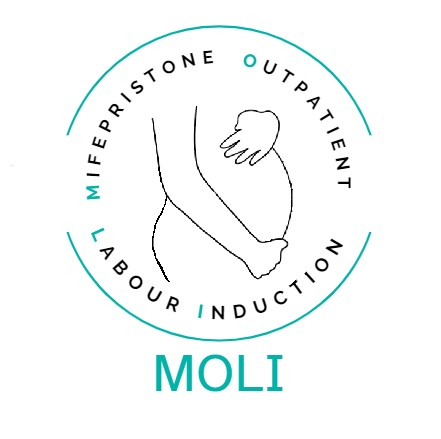 MIFEPRISTONE OUTPATIENT
LABOUR INDUCTION
MOLI